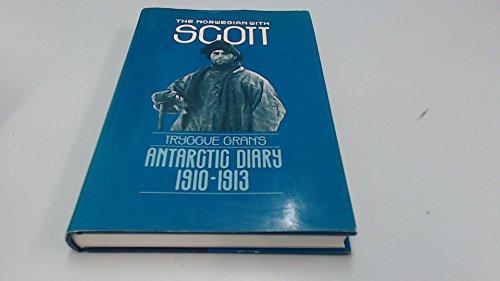 THE NORWEGIAN WITH
SCOTT
TRYGGVE GRAN'S
ANTARCTIC DIARY
1910-1913